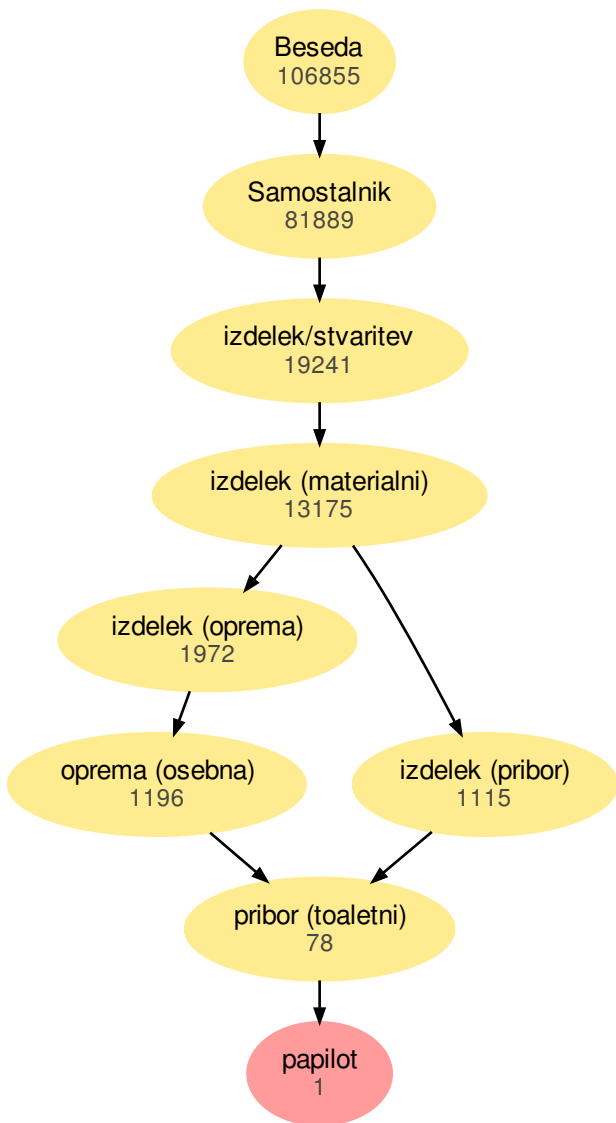 Beseda
106855
Samostalnik
81889
izdelek/stvaritev
19241
izdelek (materialni)
13175
izdelek (oprema)
1972
oprema (osebna)
1196
izdelek (pribor)
1115
pribor (toaletni)
78
papilot
1